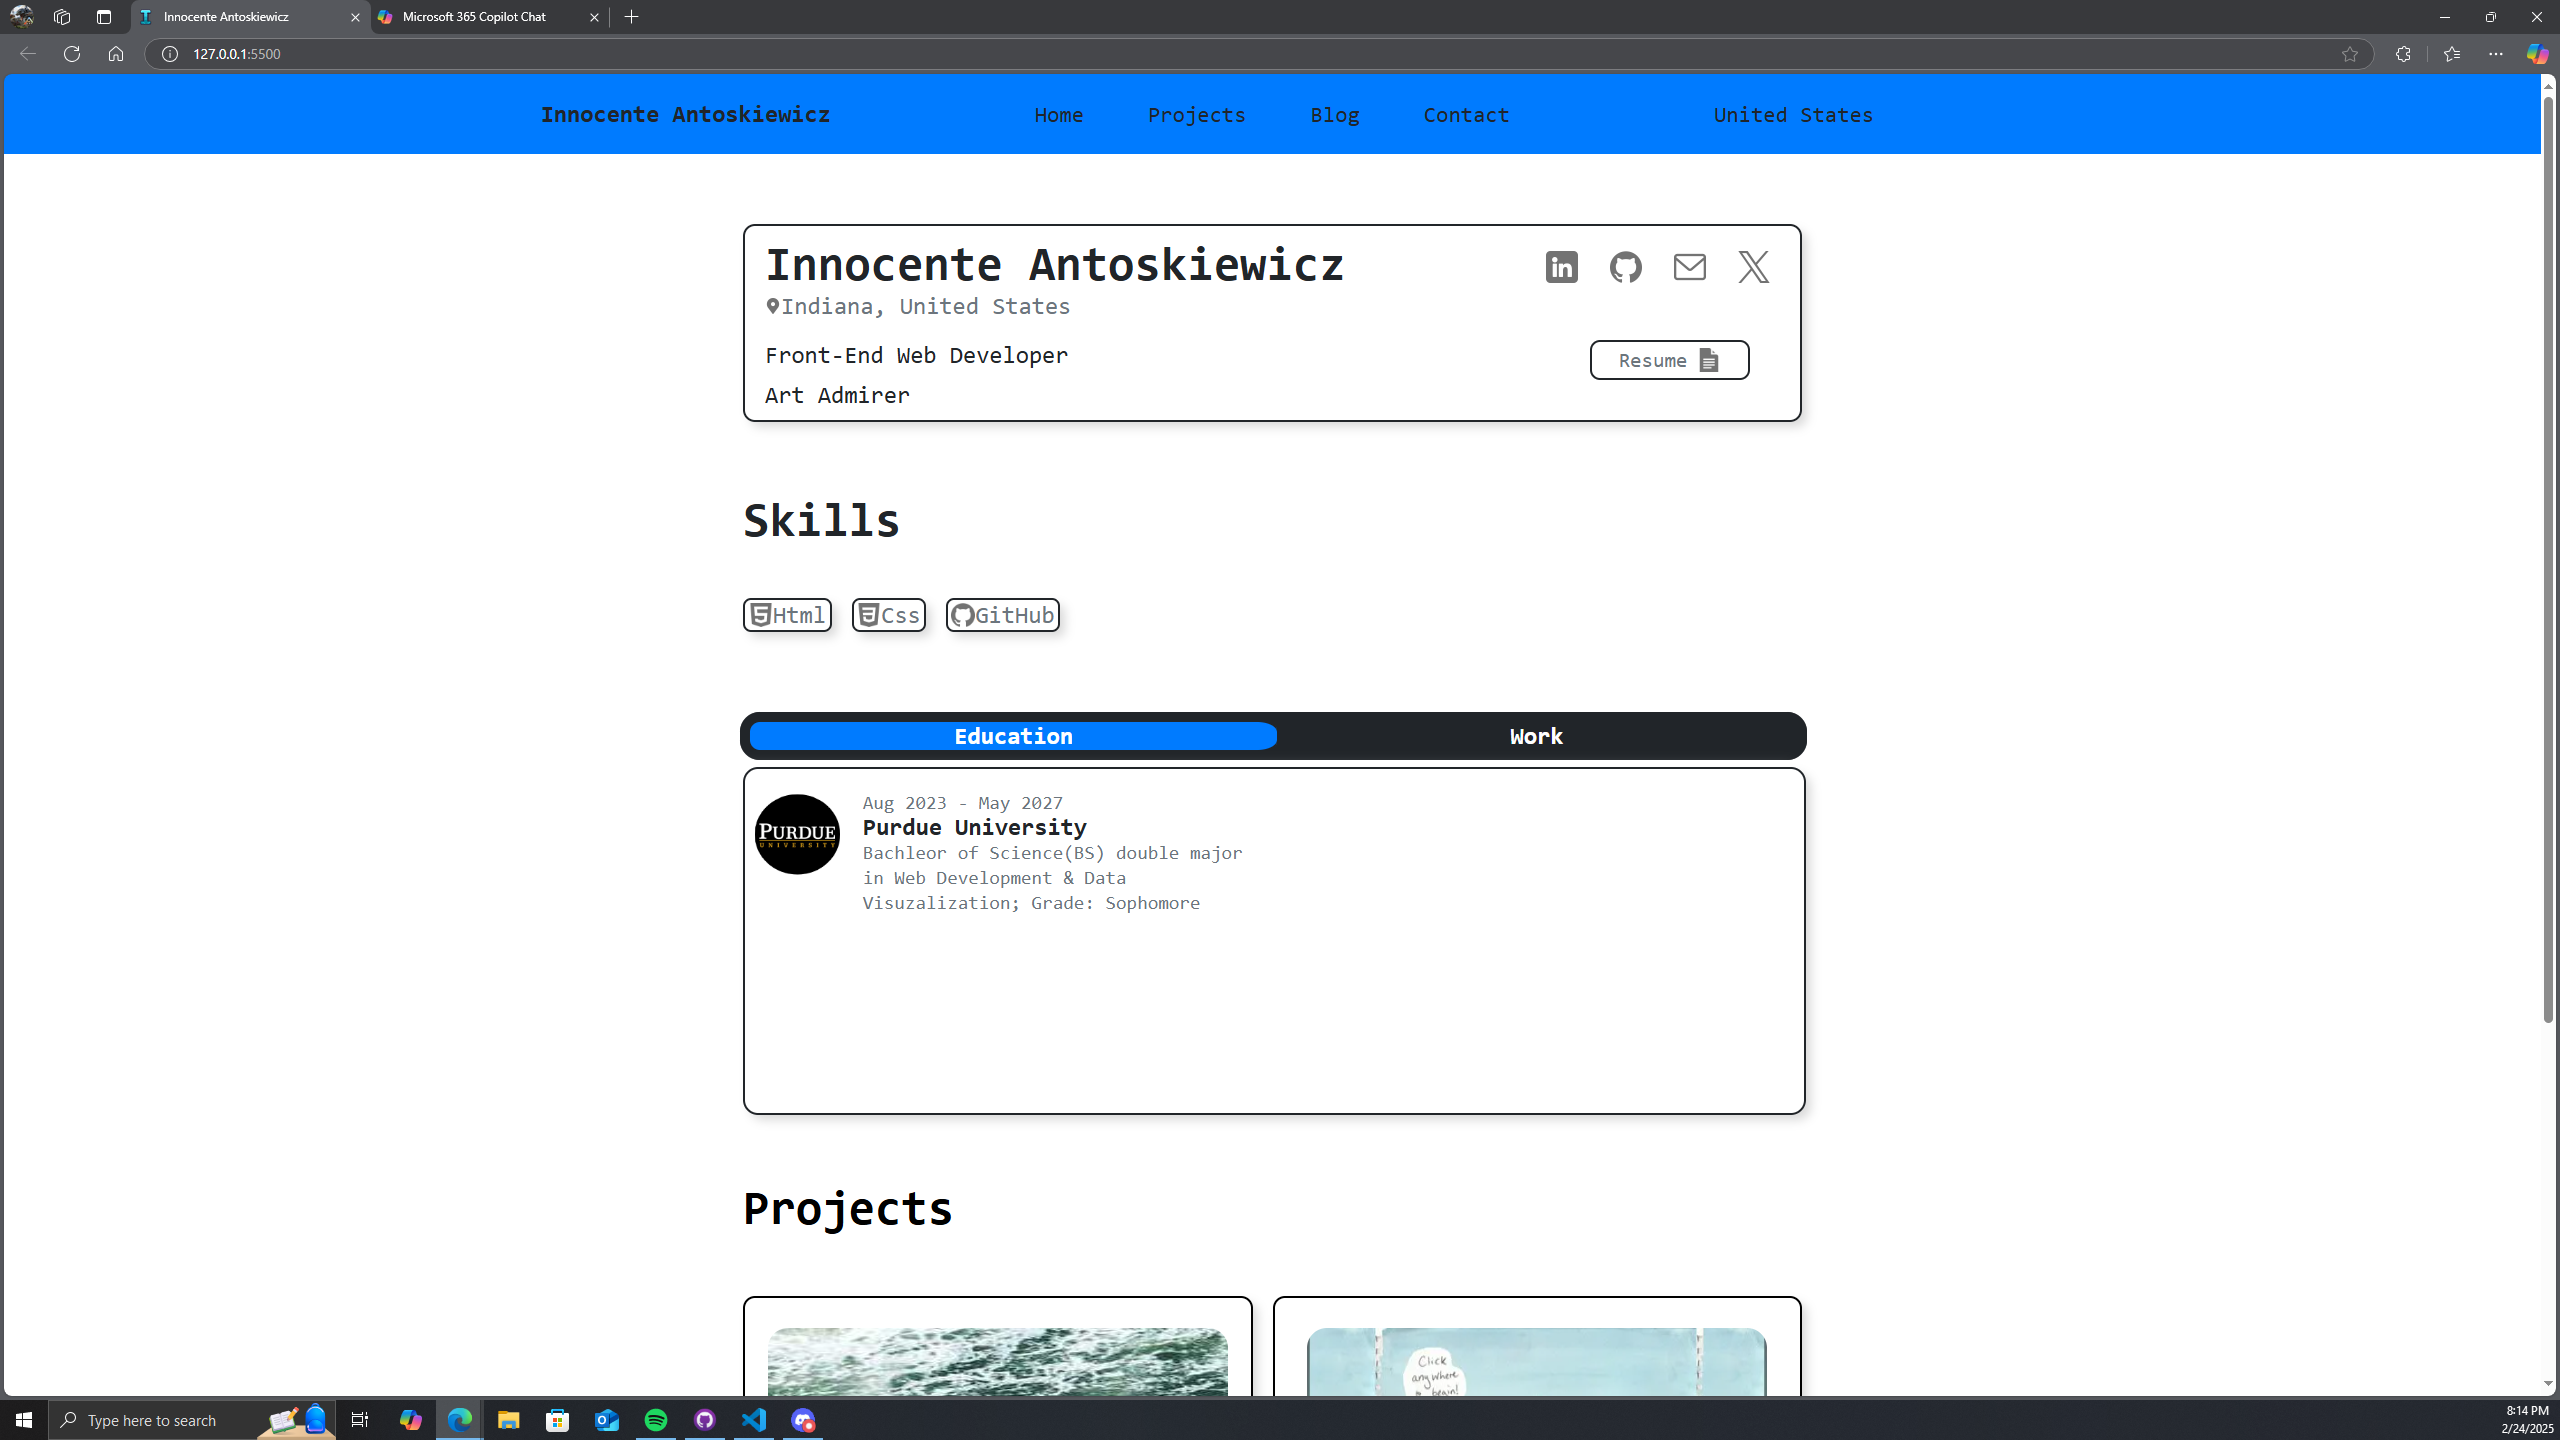 Innocente Antoskiewicz
Microsoft 365 Copilot Chat
127.0.0.1:5500
Innocente Antoskiewicz Home Projects Blog Contact United States
Innocente Antoskiewicz
Indiana, United States
Front-End Web Developer
Resume
Art Admirer
Skills
Html Css GitHub
Education Work
PURDUE
UNIVERSITY
Aug 2023 - May 2027
Purdue University
Bachleor of Science(BS) double major
in Web Development & Data
Visuzalization; Grade: Sophomore
Projects
Click
anywhere
to begin!
Type here to search
8:14 PM
2/24/2025